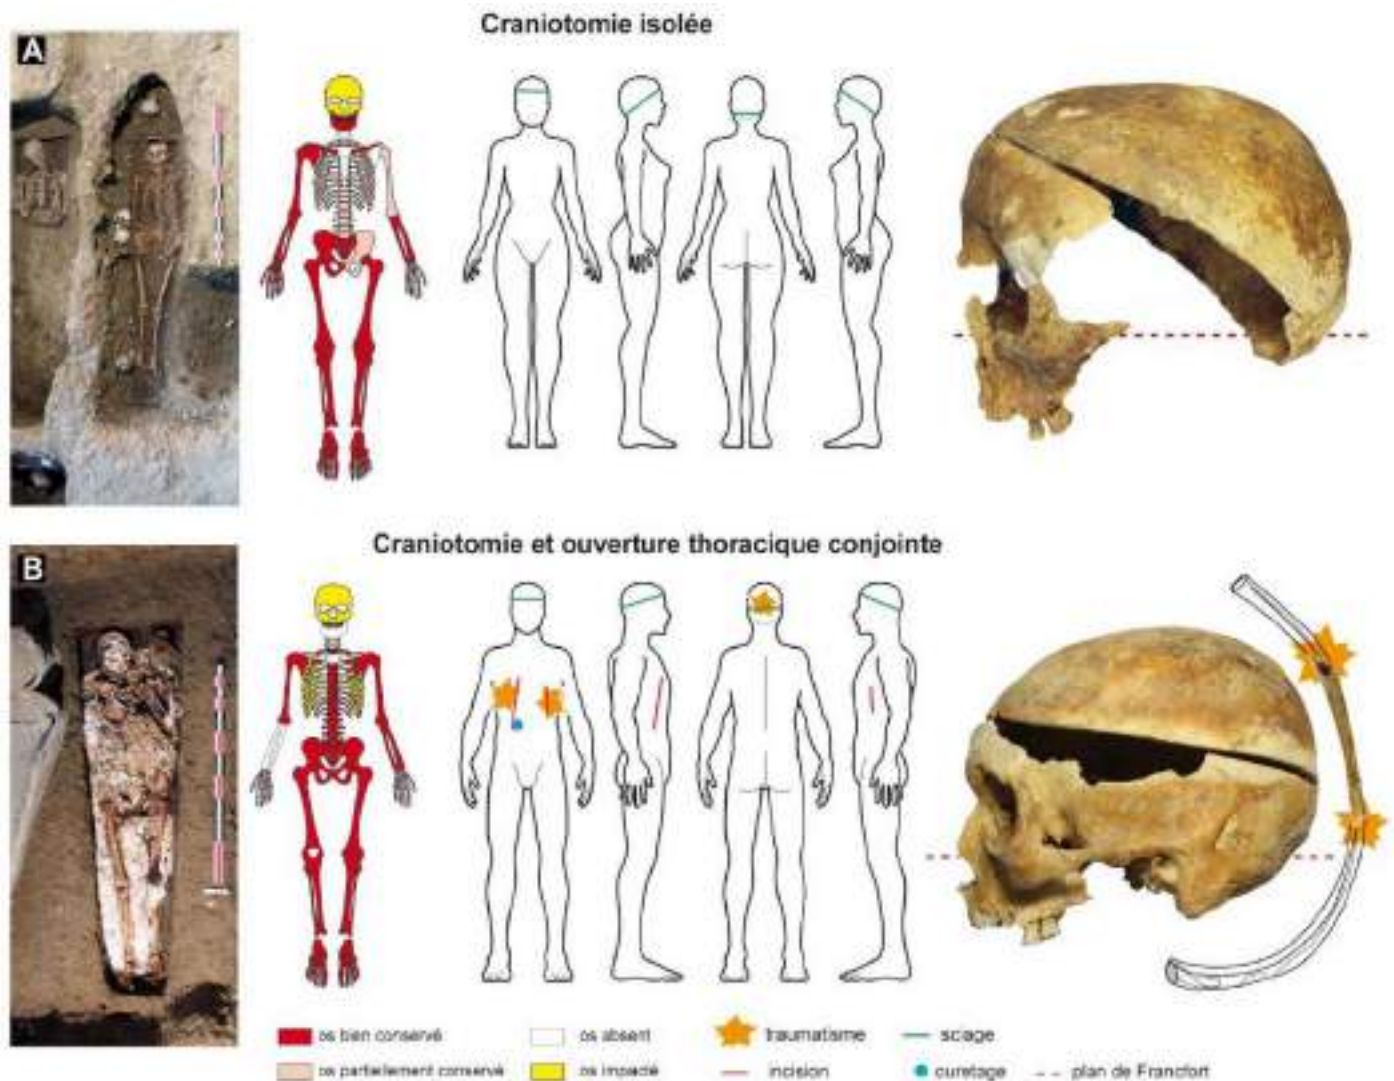 Craniotomie isolée
A
Craniotomie et ouverture thoracique conjointe
B
os bien conservé
os absent
traumatisme
sciage
os partiellement conservé
os impacté
incision
curetage
plan de Francfort